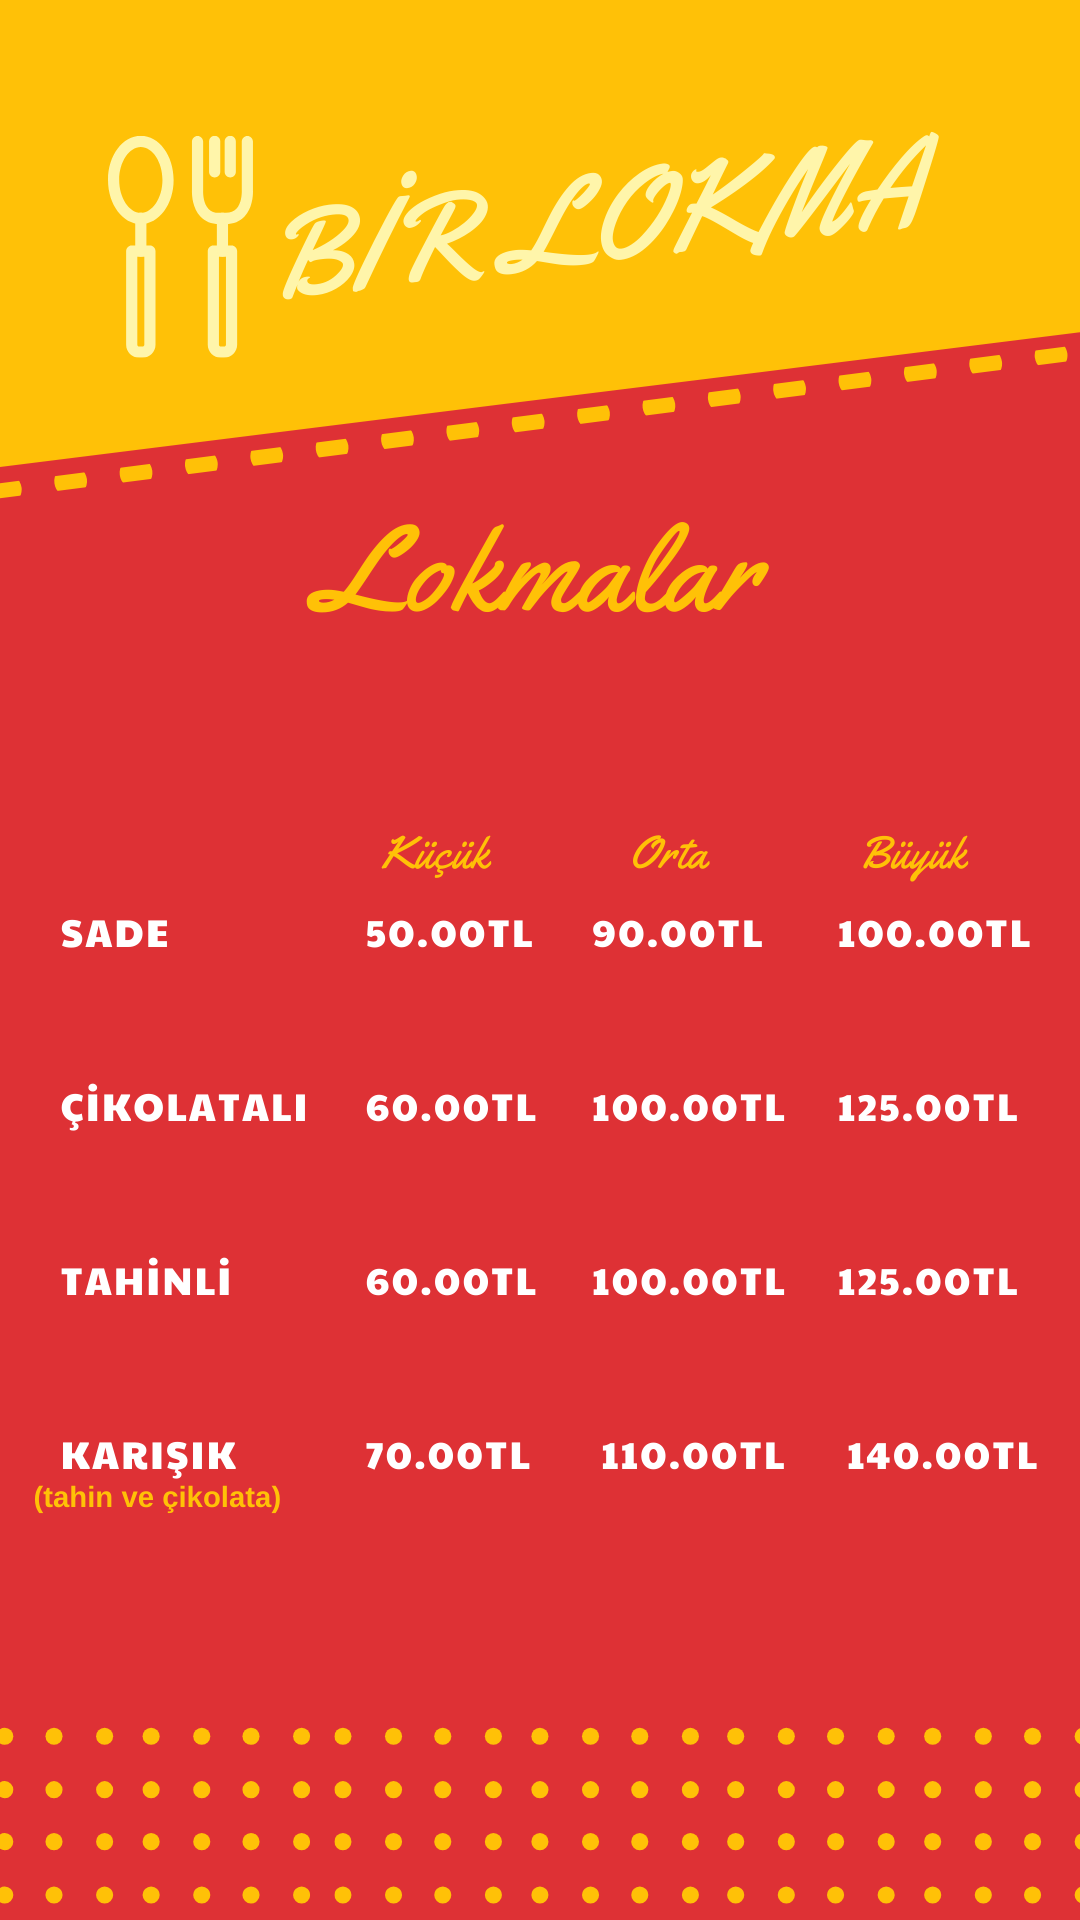 BİR LOKMA
Lokmalar
Küçük Orta Büyük
SADE 50.00TL 90.00TL 100.00TL
ÇİKOLATALI 60.00TL 100.00TL 125.00TL
TAHİNLİ 60.00TL 100.00TL 125.00TL
KARIŞIK 70.00TL 110.00TL 140.00TL
(tahin ve çikolata)